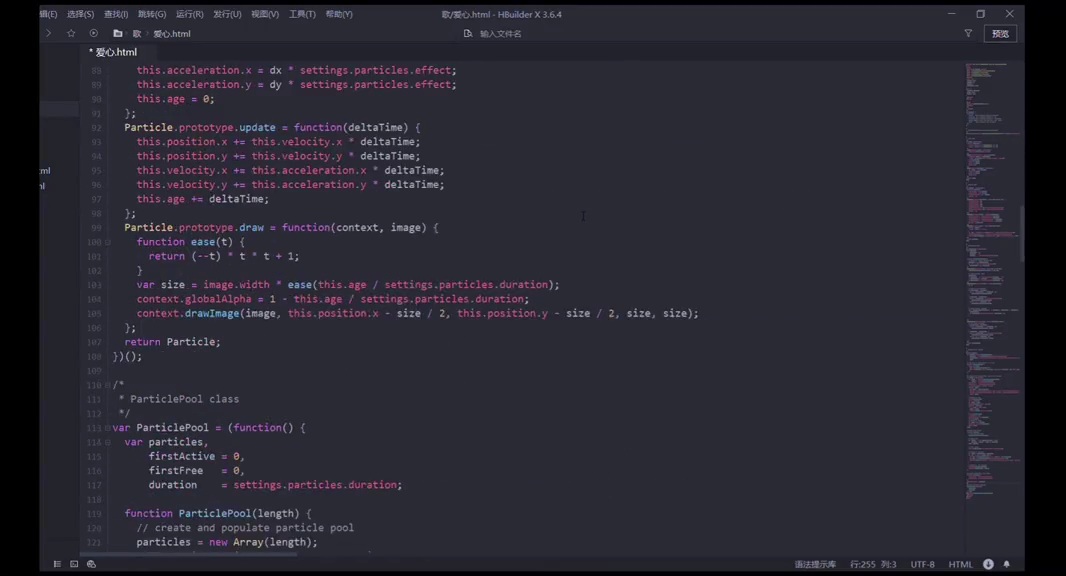 辑(E) 选择(S) 查找(I) 跳转(G) 运行(R) 发行(U) 视图(V) 工具(T) 帮助(Y) 歌/爱心.html - HBuilder X 3.6.4
歌 爱心.html 输入文件名 预览
* 爱心.html
89 this.acceleration.x = dx * settings.particles.effect;
89 this.acceleration.y = dy * settings.particles.effect;
90 this.age = 0;
91 };
92 Particle.prototype.update = function(deltaTime) {
93 this.position.x += this.velocity.x * deltaTime;
94 this.position.y += this.velocity.y * deltaTime;
95 this.velocity.x += this.acceleration.x * deltaTime;
96 this.velocity.y += this.acceleration.y * deltaTime;
97 this.age += deltaTime;
98 };
99 Particle.prototype.draw = function(context, image) {
100 function ease(t) {
101 return (--t) * t * t + 1;
102 }
103 var size = image.width * ease(this.age / settings.particles.duration);
104 context.globalAlpha = 1 - this.age / settings.particles.duration;
105 context.drawImage(image, this.position.x - size / 2, this.position.y - size / 2, size, size);
106 };
107 return Particle;
108 })();
109
110 /*
111 * ParticlePool class
112 */
113 var ParticlePool = (function() {
114 var particles,
115 firstActive = 0,
116 firstFree = 0,
117 duration = settings.particles.duration;
118
119 function ParticlePool(length) {
120 // create and populate particle pool
121 particles = new Array(length);
ml
l
语法提示库 行:255 列:3 UTF-8 HTML